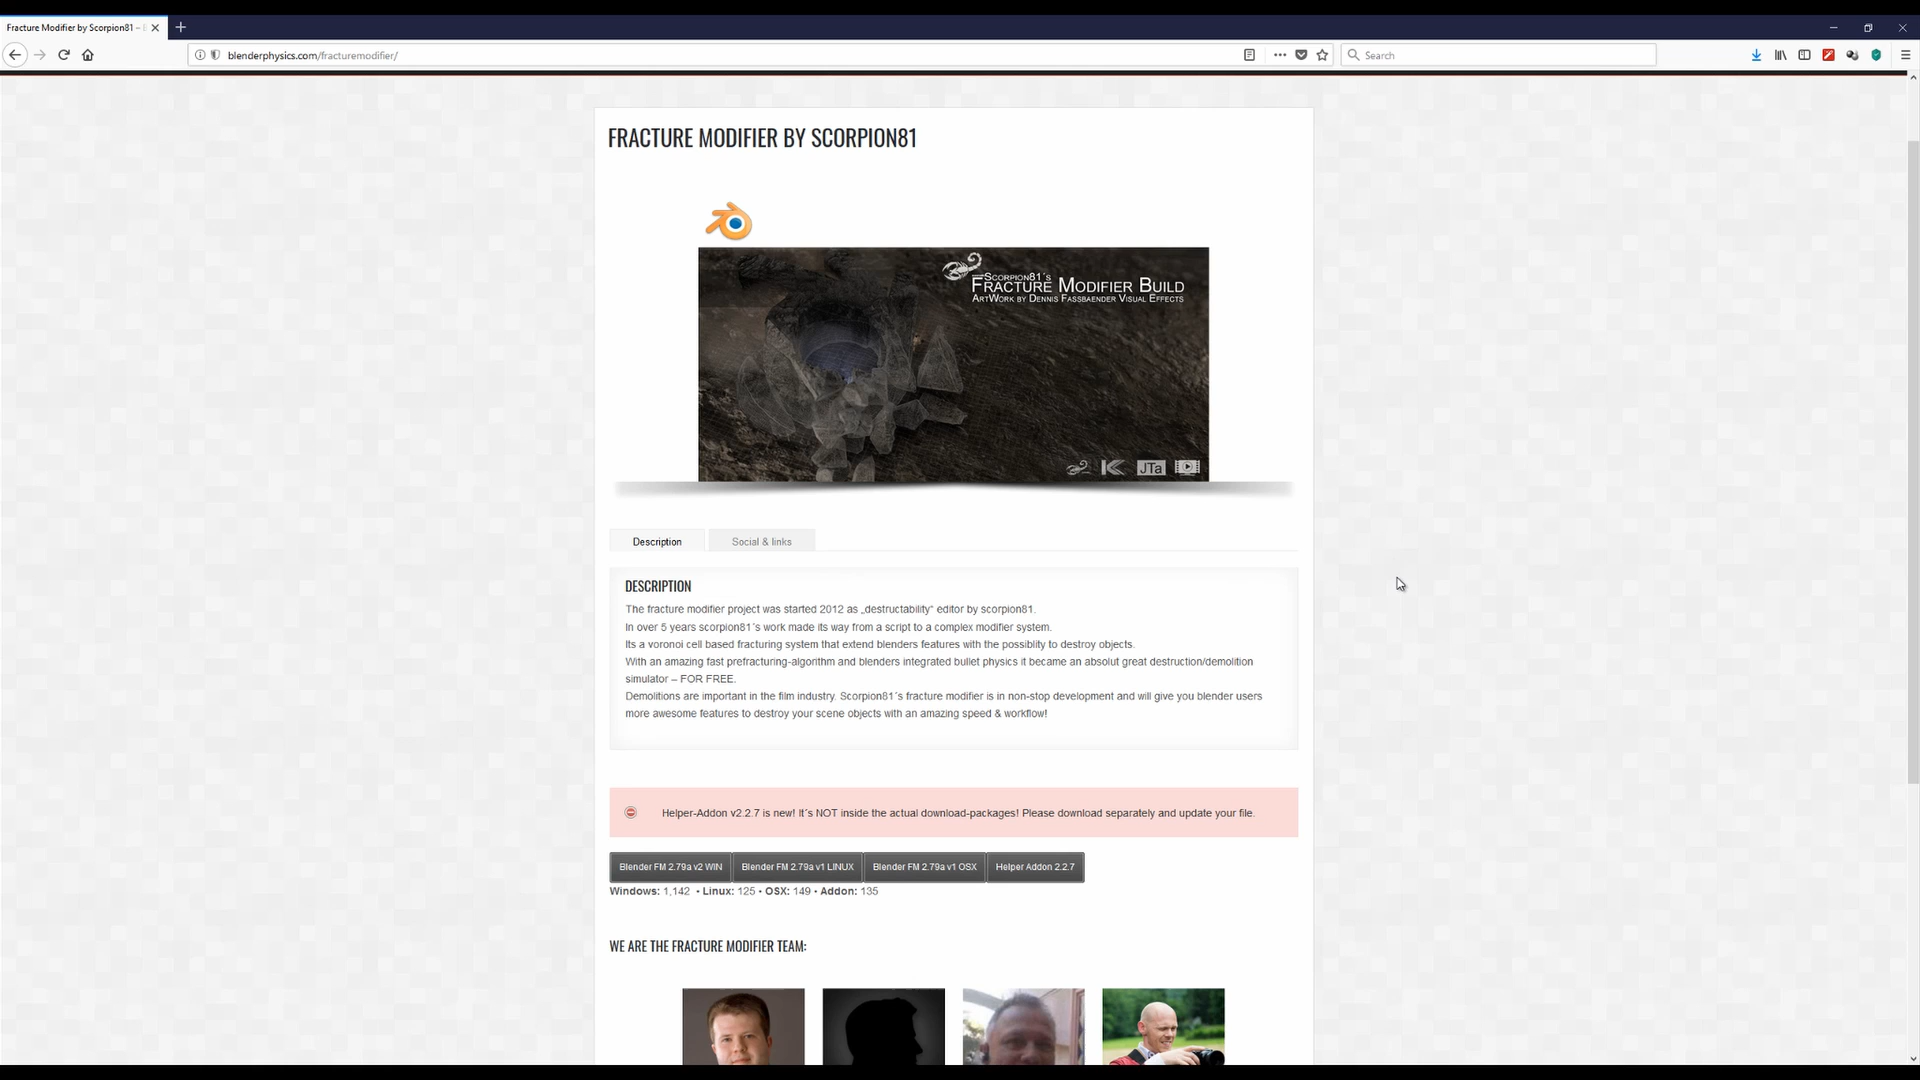 Fracture Modifier by Scorpion81 –
blenderphysics.com/fracturemodifier/
Search
FRACTURE MODIFIER BY SCORPION81
SCORPION81´S
FRACTURE MODIFIER BUILD
ARTWORK BY DENNIS FASSBAENDER VISUAL EFFECTS
JTa
Description
Social & links
DESCRIPTION
The fracture modifier project was started 2012 as „destructability“ editor by scorpion81.
In over 5 years scorpion81´s work made its way from a script to a complex modifier system.
Its a voronoi cell based fracturing system that extend blenders features with the possiblity to destroy objects.
With an amazing fast prefracturing-algorithm and blenders integrated bullet physics it became an absolut great destruction/demolition
simulator – FOR FREE.
Demolitions are important in the film industry. Scorpion81´s fracture modifier is in non-stop development and will give you blender users
more awesome features to destroy your scene objects with an amazing speed & workflow!
Helper-Addon v2.2.7 is new! It´s NOT inside the actual download-packages! Please download separately and update your file.
Blender FM 2.79a v2 WIN
Blender FM 2.79a v1 LINUX
Blender FM 2.79a v1 OSX
Helper Addon 2.2.7
Windows: 1,142 • Linux: 125 • OSX: 149 • Addon: 135
WE ARE THE FRACTURE MODIFIER TEAM: